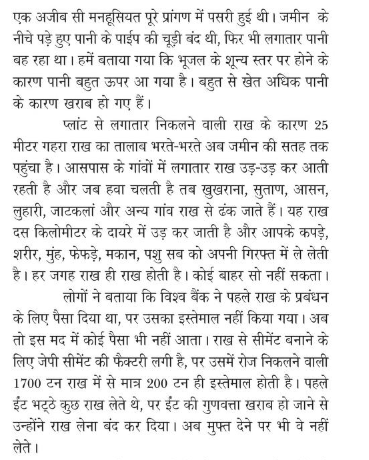 एक अजीब सी मनहूसियत पूरे प्रांगण में पसरी हुई थी। जमीन के
नीचे पड़े हुए पानी के पाईप की चूड़ी बंद थी, फिर भी लगातार पानी
बह रहा था। हमें बताया गया कि भूजल के शून्य स्तर पर होने के
कारण पानी बहुत ऊपर आ गया है। बहुत से खेत अधिक पानी
के कारण खराब हो गए हैं।
प्लांट से लगातार निकलने वाली राख के कारण 25
मीटर गहरा राख का तालाब भरते-भरते अब जमीन की सतह तक
पहुंचा है। आसपास के गांवों में लगातार राख उड़-उड़ कर आती
रहती है और जब हवा चलती है तब खुखराना, सुताण, आसन,
लुहारी, जाटकलां और अन्य गांव राख से ढंक जाते हैं। यह राख
दस किलोमीटर के दायरे में उड़ कर जाती है और आपके कपड़े,
शरीर, मुंह, फेफड़े, मकान, पशु सब को अपनी गिरफ्त में ले लेती
है। हर जगह राख ही राख होती है। कोई बाहर सो नहीं सकता।
लोगों ने बताया कि विश्व बैंक ने पहले राख के प्रबंधन
के लिए पैसा दिया था, पर उसका इस्तेमाल नहीं किया गया। अब
तो इस मद में कोई पैसा भी नहीं आता। राख से सीमेंट बनाने के
लिए जेपी सीमेंट की फैक्टरी लगी है, पर उसमें रोज निकलने वाली
1700 टन राख में से मात्र 200 टन ही इस्तेमाल होती है। पहले
ईंट भट्ठे कुछ राख लेते थे, पर ईंट की गुणवत्ता खराब हो जाने से
उन्होंने राख लेना बंद कर दिया। अब मुफ्त देने पर भी वे नहीं
लेते।